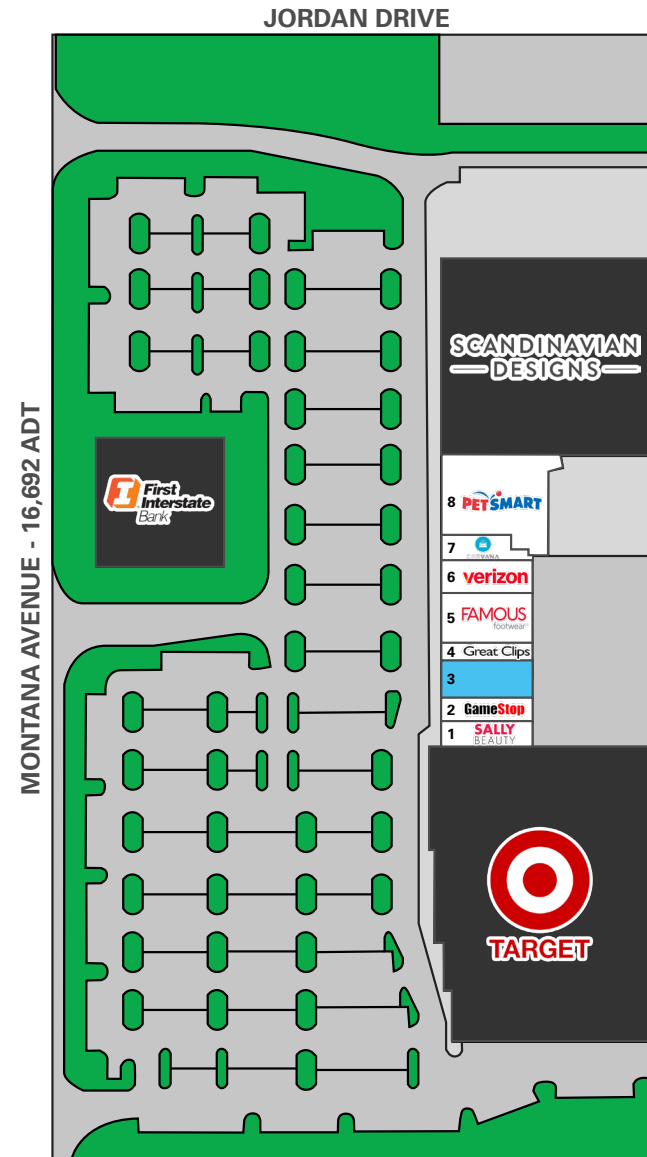 JORDAN DRIVE
MONTANA AVENUE - 16,692 ADT
SCANDINAVIAN
DESIGNS
First
Interstate
Bank
8 PETSMART
7
CARVANA
6 verizon
5 FAMOUS
footwear
4 Great Clips
3
2 GameStop
1 SALLY
BEAUTY
TARGET